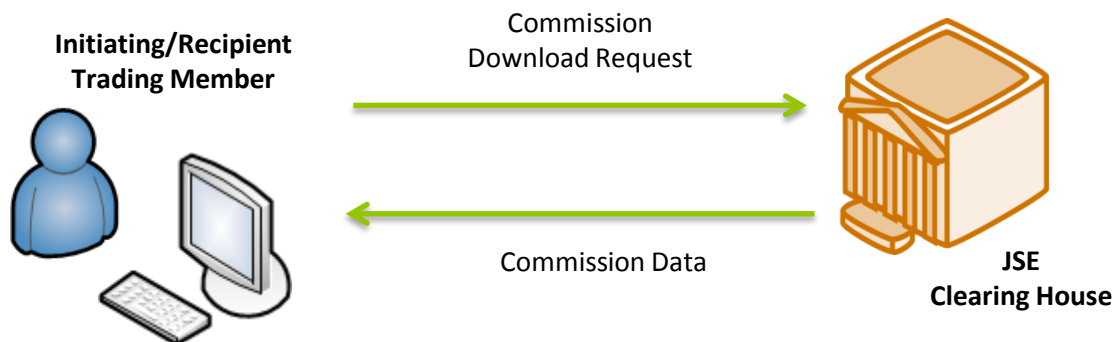 Initiating/Recipient
Trading Member
Commission
Download Request
Commission Data
JSE
Clearing House